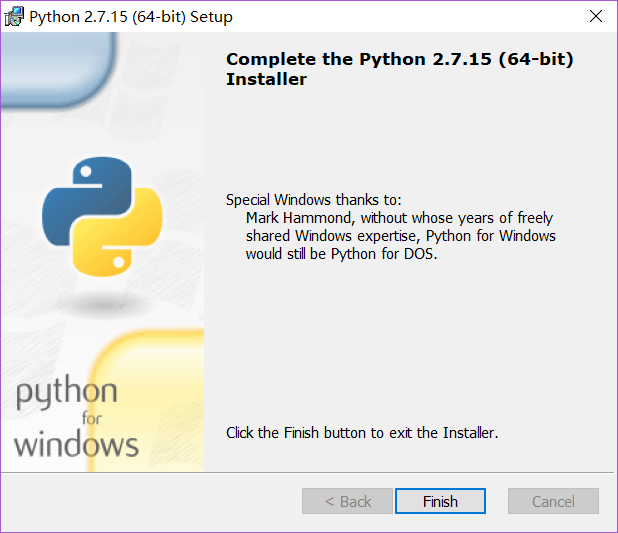 Python 2.7.15 (64-bit) Setup
Complete the Python 2.7.15 (64-bit)
Installer
Special Windows thanks to:
Mark Hammond, without whose years of freely
shared Windows expertise, Python for Windows
would still be Python for DOS.
python
for
windows
Click the Finish button to exit the Installer.
< Back
Finish
Cancel